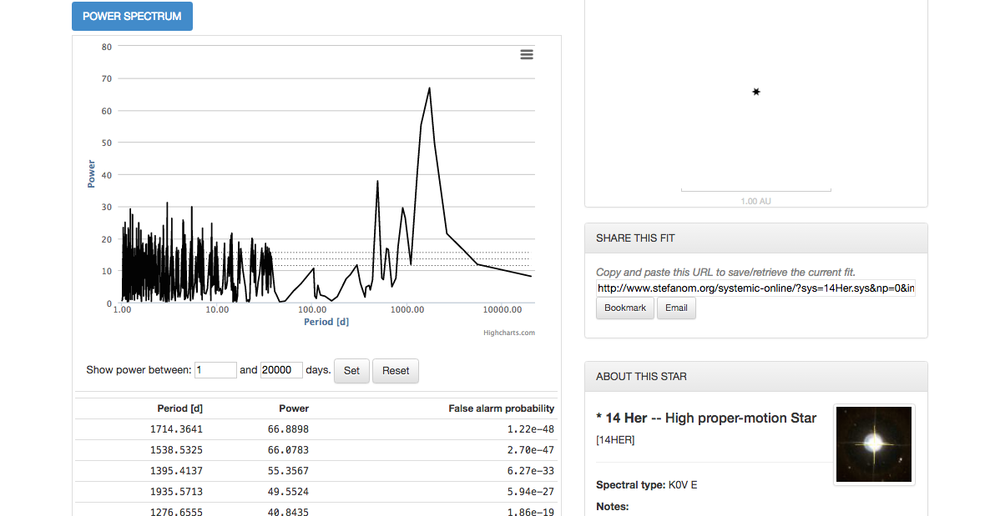 POWER SPECTRUM
80
70
60
50
40
30
20
10
0
Power
1.00
10.00
100.00
1000.00
10000.00
Period [d]
Highcharts.com
Show power between: 1 and 20000 days. Set Reset
Period [d] Power False alarm probability
1714.3641 66.8898 1.22e-48
1538.5325 66.0783 2.70e-47
1395.4137 55.3567 6.27e-33
1935.5713 49.5524 5.94e-27
1276.6555 40.8435 1.86e-19
1.00 AU
SHARE THIS FIT
Copy and paste this URL to save/retrieve the current fit.
http://www.stefanom.org/systemic-online/?sys=14Her.sys&np=0&in
Bookmark Email
ABOUT THIS STAR
* 14 Her -- High proper-motion Star
[14HER]
Spectral type: K0V E
Notes: